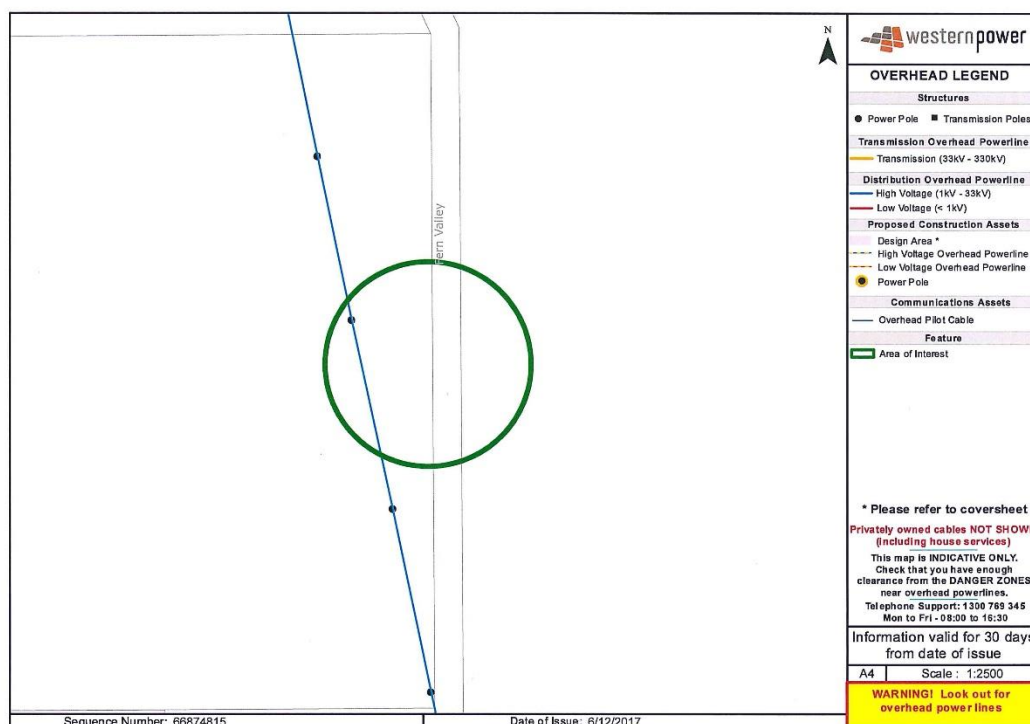 N
Fern Valley
westernpower
OVERHEAD LEGEND
Structures
Power Pole Transmission Poles
Transmission Overhead Powerline
Transmission (33kV - 330kV)
Distribution Overhead Powerline
High Voltage (1kV - 33kV)
Low Voltage (< 1kV)
Proposed Construction Assets
Design Area *
High Voltage Overhead Powerline
Low Voltage Overhead Powerline
Power Pole
Communications Assets
Overhead Pilot Cable
Feature
Area of Interest
* Please refer to coversheet
Privately owned cables NOT SHOW
(including house services)
This map is INDICATIVE ONLY.
Check that you have enough
clearance from the DANGER ZONES
near overhead powerlines.
Telephone Support: 1300 769 345
Mon to Fri - 08:00 to 16:30
Information valid for 30 days
from date of issue
A4 Scale : 1:2500
WARNING! Look out for
overhead power lines
Sequence Number: 66874815 Date of Issue: 6/12/2017